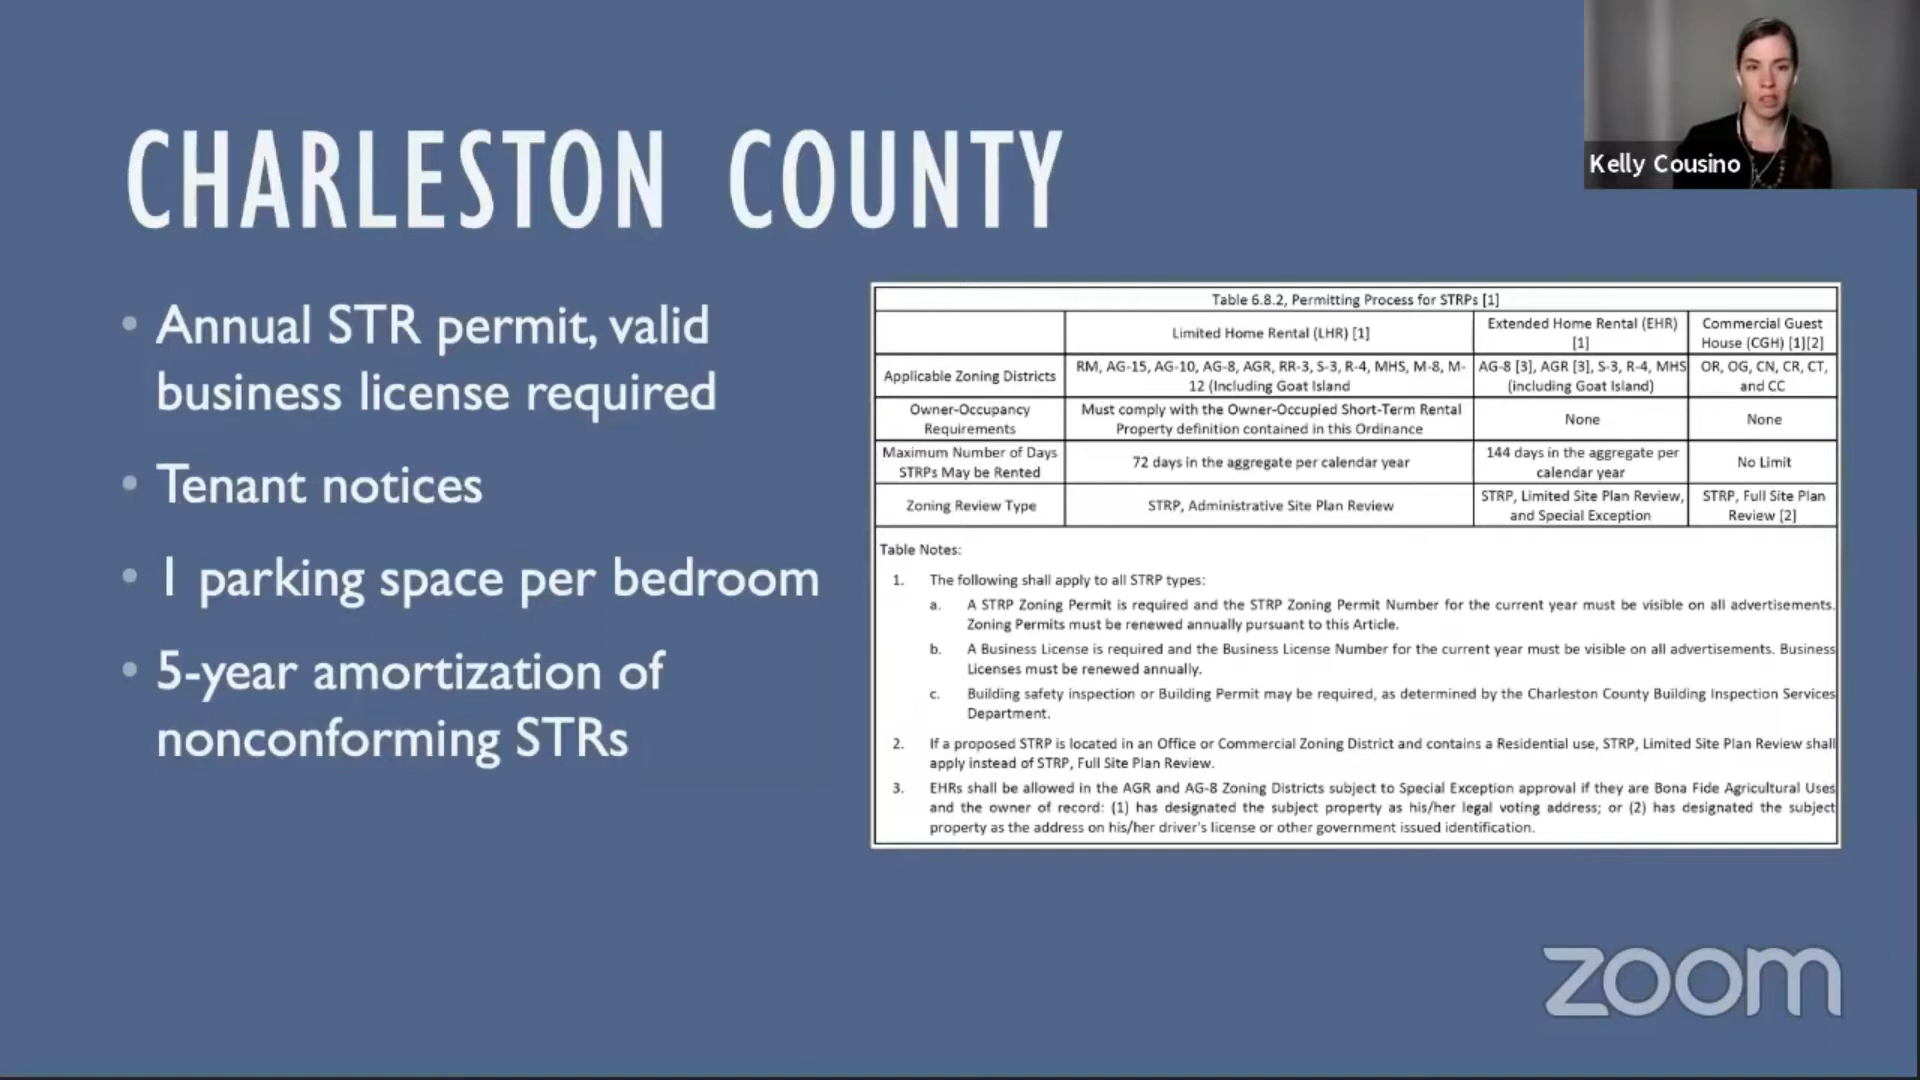 Kelly Cousino
CHARLESTON COUNTY
• Annual STR permit, valid
business license required
• Tenant notices
• 1 parking space per bedroom
• 5-year amortization of
nonconforming STRs
Table 6.8.2, Permitting Process for STRPs [1]
Limited Home Rental (LHR) [1]
Extended Home Rental (EHR)
[1]
Commercial Guest
House (CGH) [1][2]
Applicable Zoning Districts
RM, AG-15, AG-10, AG-8, AGR, RR-3, S-3, R-4, MHS, M-8, M-
12 (Including Goat Island
AG-8 [3], AGR [3], S-3, R-4, MHS
(including Goat Island)
OR, OG, CN, CR, CT,
and CC
Owner-Occupancy
Requirements
Must comply with the Owner-Occupied Short-Term Rental
Property definition contained in this Ordinance
None
None
Maximum Number of Days
STRPs May be Rented
72 days in the aggregate per calendar year
144 days in the aggregate per
calendar year
No Limit
Zoning Review Type
STRP, Administrative Site Plan Review
STRP, Limited Site Plan Review,
and Special Exception
STRP, Full Site Plan
Review [2]
Table Notes:
1. The following shall apply to all STRP types:
a. A STRP Zoning Permit is required and the STRP Zoning Permit Number for the current year must be visible on all advertisements.
Zoning Permits must be renewed annually pursuant to this Article.
b. A Business License is required and the Business License Number for the current year must be visible on all advertisements. Business
Licenses must be renewed annually.
c. Building safety inspection or Building Permit may be required, as determined by the Charleston County Building Inspection Services
Department.
2. If a proposed STRP is located in an Office or Commercial Zoning District and contains a Residential use, STRP, Limited Site Plan Review shall
apply instead of STRP, Full Site Plan Review.
3. EHRs shall be allowed in the AGR and AG-8 Zoning Districts subject to Special Exception approval if they are Bona Fide Agricultural Uses
and the owner of record: (1) has designated the subject property as his/her legal voting address; or (2) has designated the subject
property as the address on his/her driver's license or other government issued identification.
zoom